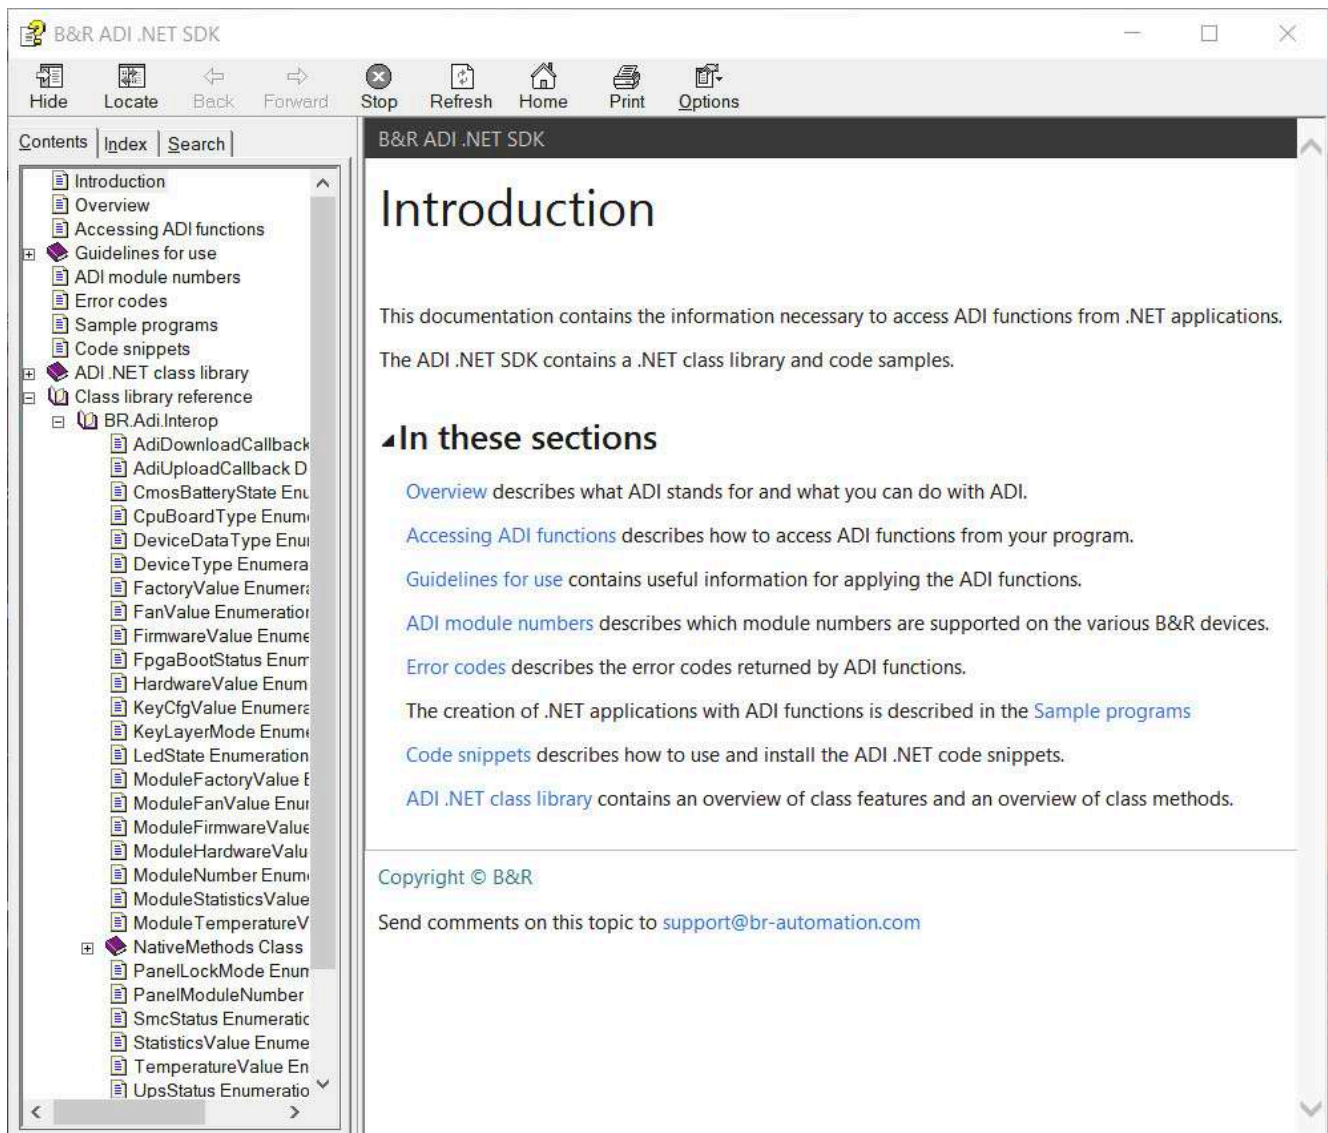 B&R ADI .NET SDK
Hide Locate Back Forward Stop Refresh Home Print Options
Contents Index Search
Introduction
Overview
Accessing ADI functions
Guidelines for use
ADI module numbers
Error codes
Sample programs
Code snippets
ADI .NET class library
Class library reference
BR.Adi.Interop
AdiDownloadCallback
AdiUploadCallback D
CmosBatteryState Enu
CpuBoardType Enum
DeviceDataType Enu
DeviceType Enumera
FactoryValue Enumer
FanValue Enumeration
FirmwareValue Enume
FpgaBootStatus Enum
HardwareValue Enum
KeyCfgValue Enumera
KeyLayerMode Enum
LedState Enumeration
ModuleFactoryValue E
ModuleFanValue Enu
ModuleFirmwareValue
ModuleHardwareValu
ModuleNumber Enum
ModuleStatisticsValue
ModuleTemperatureV
NativeMethods Class
PanelLockMode Enum
PanelModuleNumber
SmcStatus Enumeratio
StatisticsValue Enume
TemperatureValue En
UpsStatus Enumeratio
B&R ADI .NET SDK
Introduction
This documentation contains the information necessary to access ADI functions from .NET applications.
The ADI .NET SDK contains a .NET class library and code samples.
In these sections
Overview describes what ADI stands for and what you can do with ADI.
Accessing ADI functions describes how to access ADI functions from your program.
Guidelines for use contains useful information for applying the ADI functions.
ADI module numbers describes which module numbers are supported on the various B&R devices.
Error codes describes the error codes returned by ADI functions.
The creation of .NET applications with ADI functions is described in the Sample programs
Code snippets describes how to use and install the ADI .NET code snippets.
ADI .NET class library contains an overview of class features and an overview of class methods.
Copyright © B&R
Send comments on this topic to support@br-automation.com